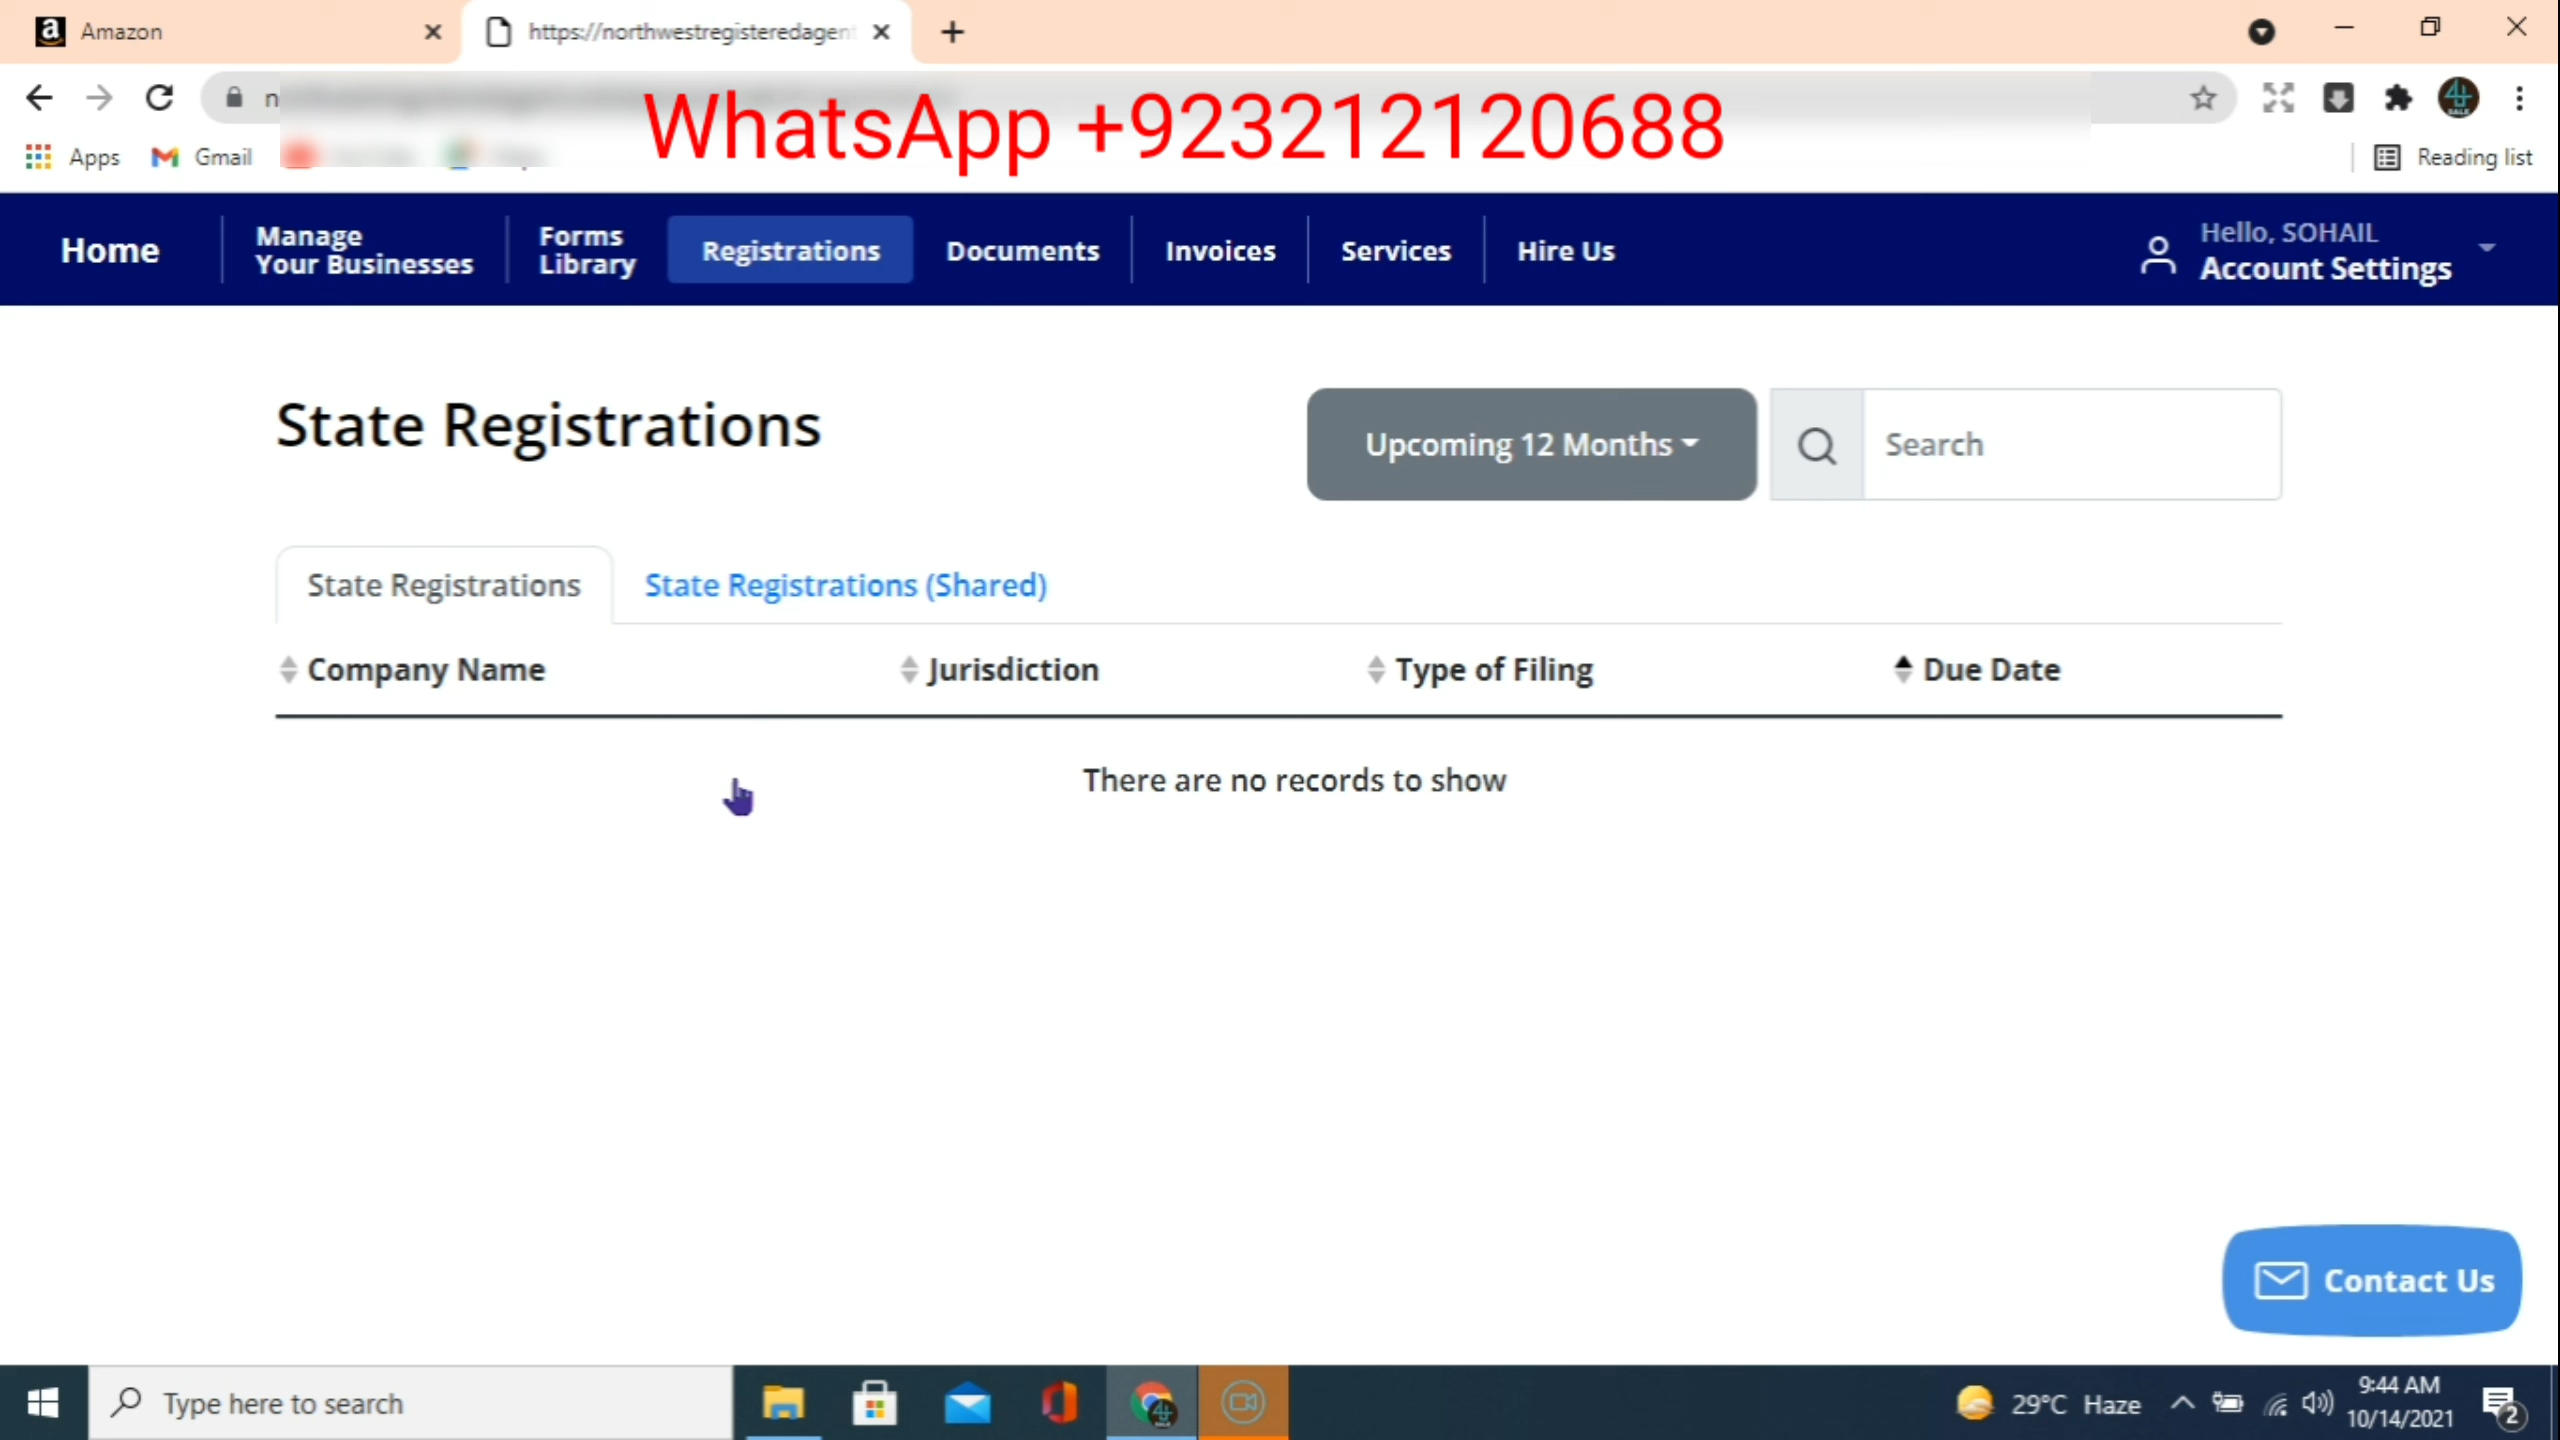 Amazon
https://northwestregisteredagent
WhatsApp +923212120688
Apps
Gmail
Reading list
Home
Manage
Your Businesses
Forms
Library
Registrations
Documents
Invoices
Services
Hire Us
Hello, SOHAIL
Account Settings
State Registrations
Upcoming 12 Months
Search
State Registrations
State Registrations (Shared)
Company Name
Jurisdiction
Type of Filing
Due Date
There are no records to show
Contact Us
Type here to search
29°C Haze
9:44 AM
10/14/2021
2